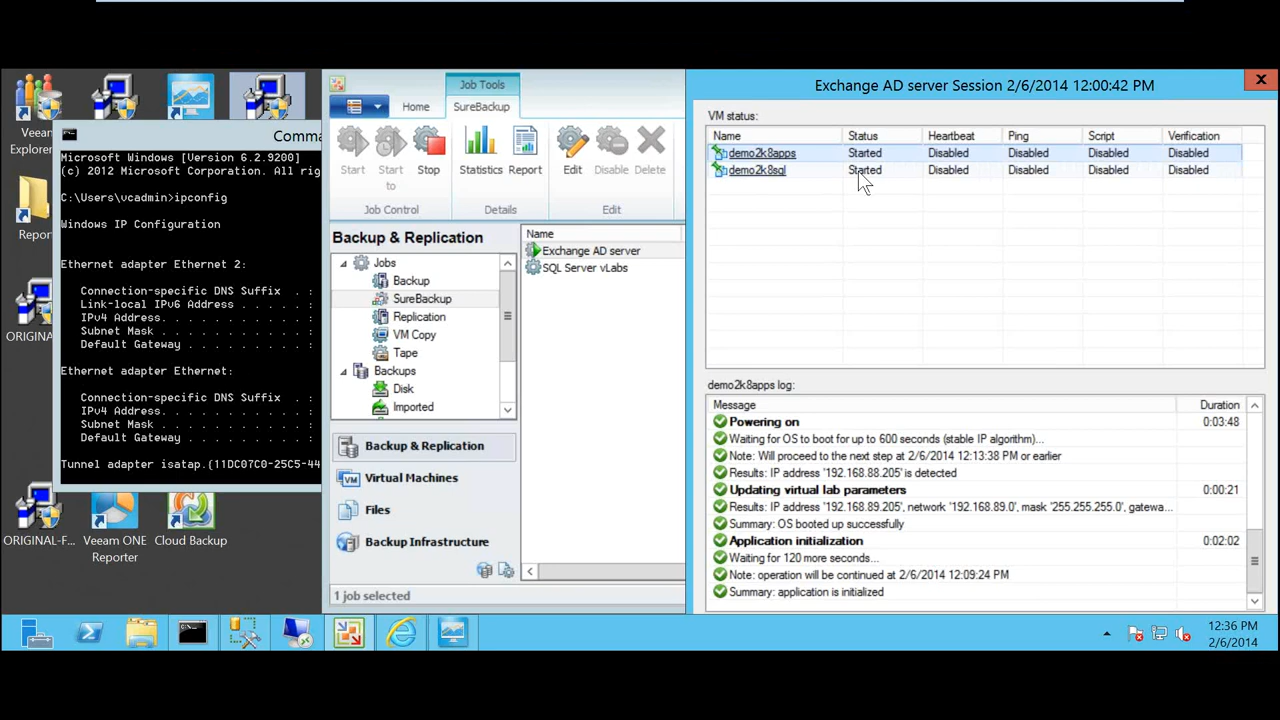 Veeam
Explorer
Report
ORIGINAL
ORIGINAL-F...
Veeam ONE
Reporter
Cloud Backup
Comma
Microsoft Windows [Version 6.2.9200]
(c) 2012 Microsoft Corporation. All rig
C:\Users\vcadmin>ipconfig
Windows IP Configuration
Ethernet adapter Ethernet 2:
Connection-specific DNS Suffix . :
Link-local IPv6 Address . . . . . :
IPv4 Address. . . . . . . . . . . :
Subnet Mask . . . . . . . . . . . :
Default Gateway . . . . . . . . . :
Ethernet adapter Ethernet:
Connection-specific DNS Suffix . :
IPv4 Address. . . . . . . . . . . :
Subnet Mask . . . . . . . . . . . :
Default Gateway . . . . . . . . . :
Tunnel adapter isatap.{11DC07C0-25C5-44
Job Tools
Home SureBackup
Start Start to Stop Statistics Report Edit Disable Delete
Job Control Details Edit
Backup & Replication
Jobs
Backup
SureBackup
Replication
VM Copy
Tape
Backups
Disk
Imported
Backup & Replication
Virtual Machines
Files
Backup Infrastructure
1 job selected
Name
Exchange AD server
SQL Server vLabs
Exchange AD server Session 2/6/2014 12:00:42 PM
VM status:
Name Status Heartbeat Ping Script Verification
demo2k8apps Started Disabled Disabled Disabled Disabled
demo2k8sql Started Disabled Disabled Disabled Disabled
demo2k8apps log:
Message Duration
Powering on 0:03:48
Waiting for OS to boot for up to 600 seconds (stable IP algorithm)...
Note: Will proceed to the next step at 2/6/2014 12:13:38 PM or earlier
Results: IP address '192.168.88.205' is detected
Updating virtual lab parameters 0:00:21
Results: IP address '192.168.89.205', network '192.168.89.0', mask '255.255.255.0', gatewa...
Summary: OS booted up successfully
Application initialization 0:02:02
Waiting for 120 more seconds...
Note: operation will be continued at 2/6/2014 12:09:24 PM
Summary: application is initialized
12:36 PM
2/6/2014